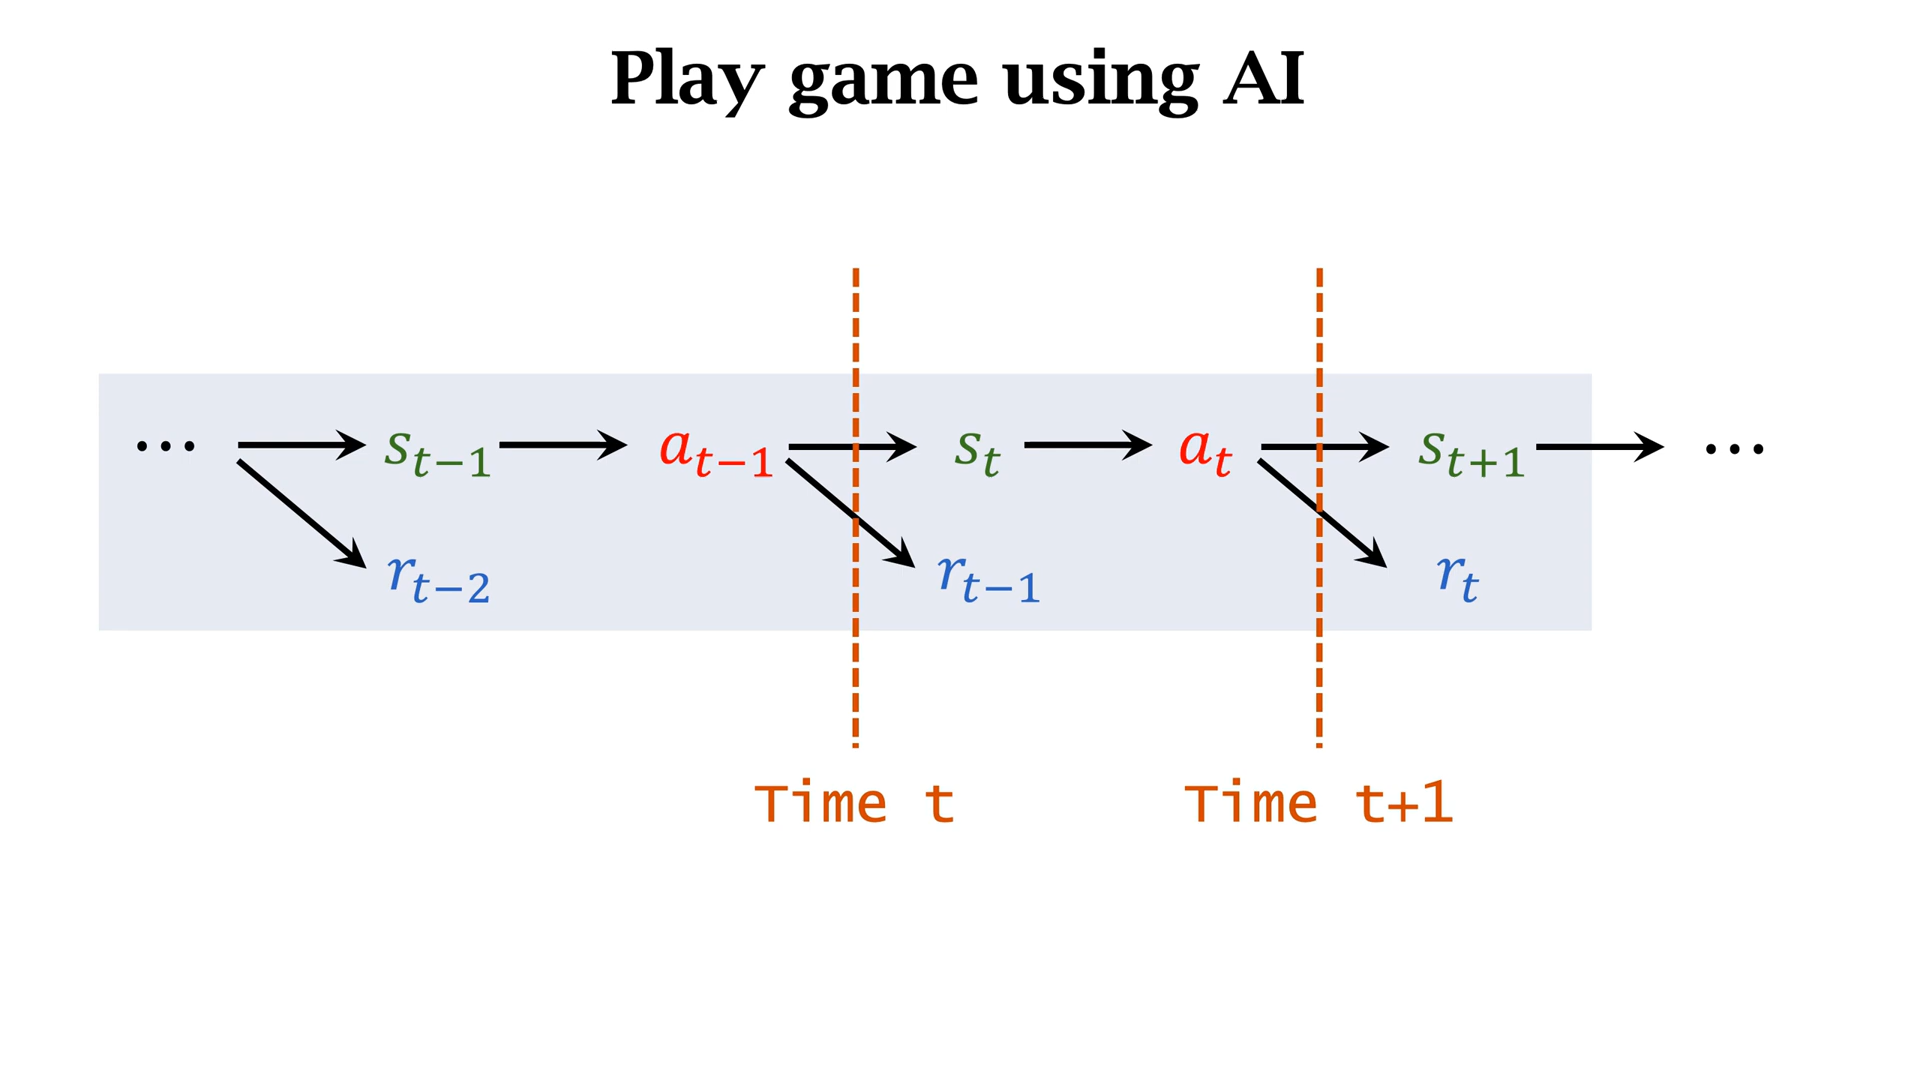 Play game using AI
⋯ s_{t−1} a_{t−1} s_t a_t s_{t+1} ⋯
r_{t−2} r_{t−1} r_t
Time t Time t+1